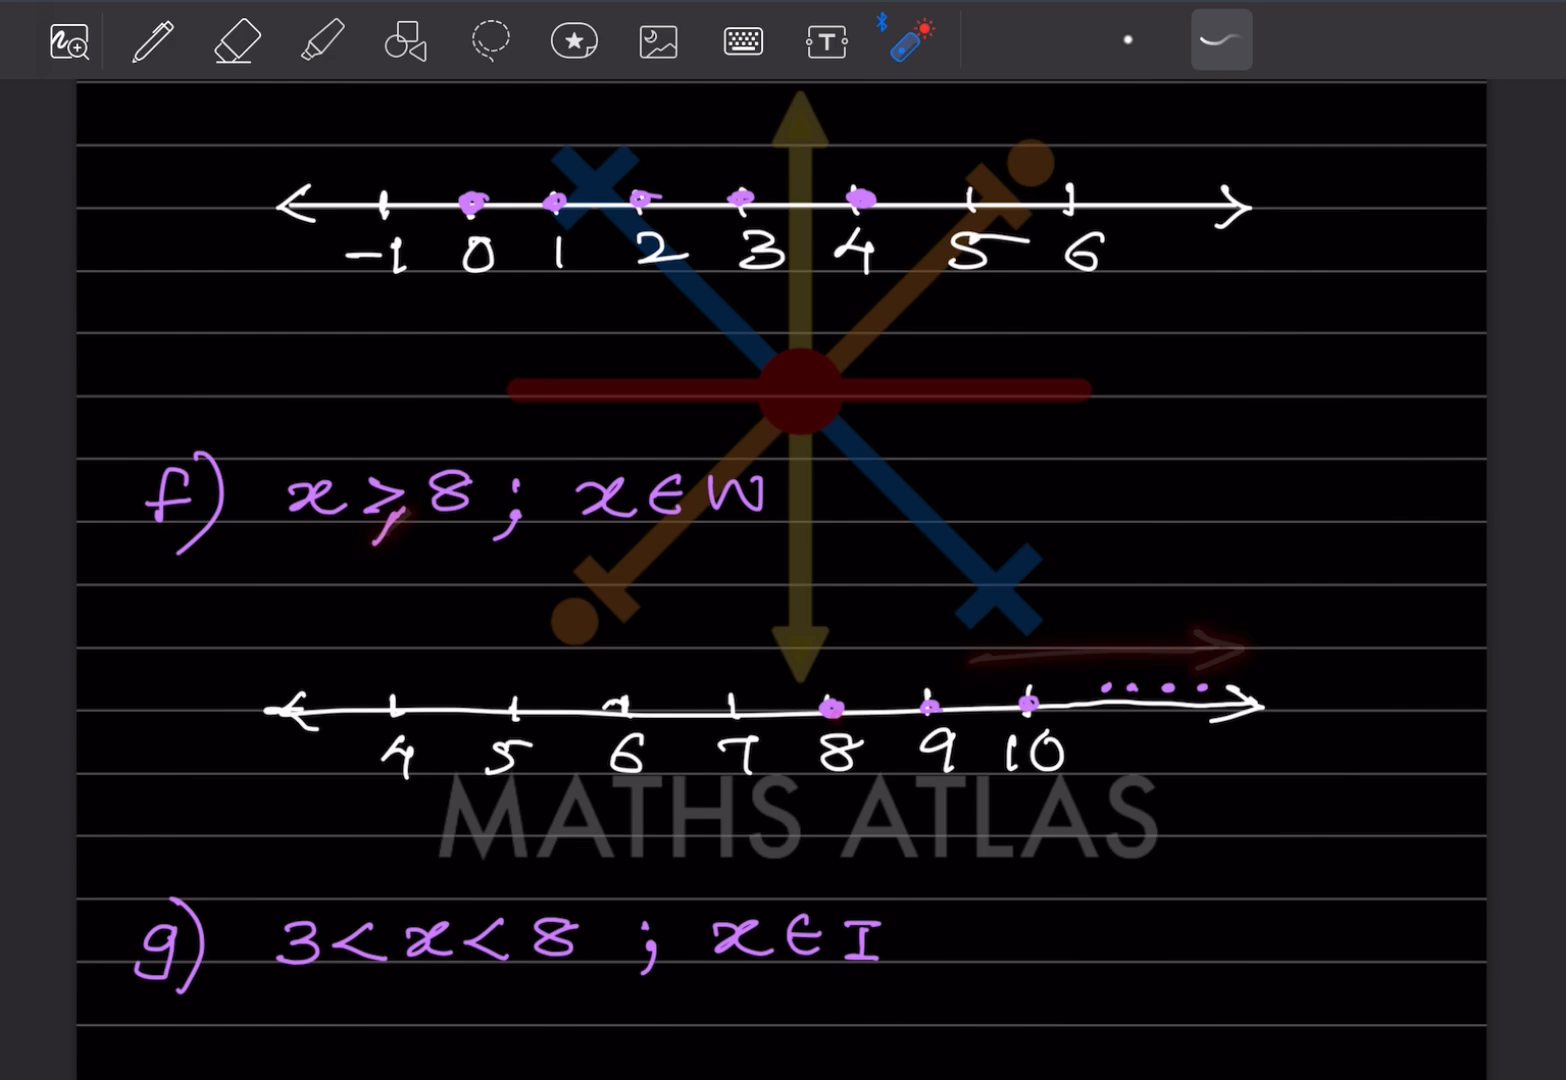 -1 0 1 2 3 4 5 6
f) x ≥ 8 ; x ∈ W
4 5 6 7 8 9 10
MATHS ATLAS
g) 3 < x < 8 ; x ∈ I